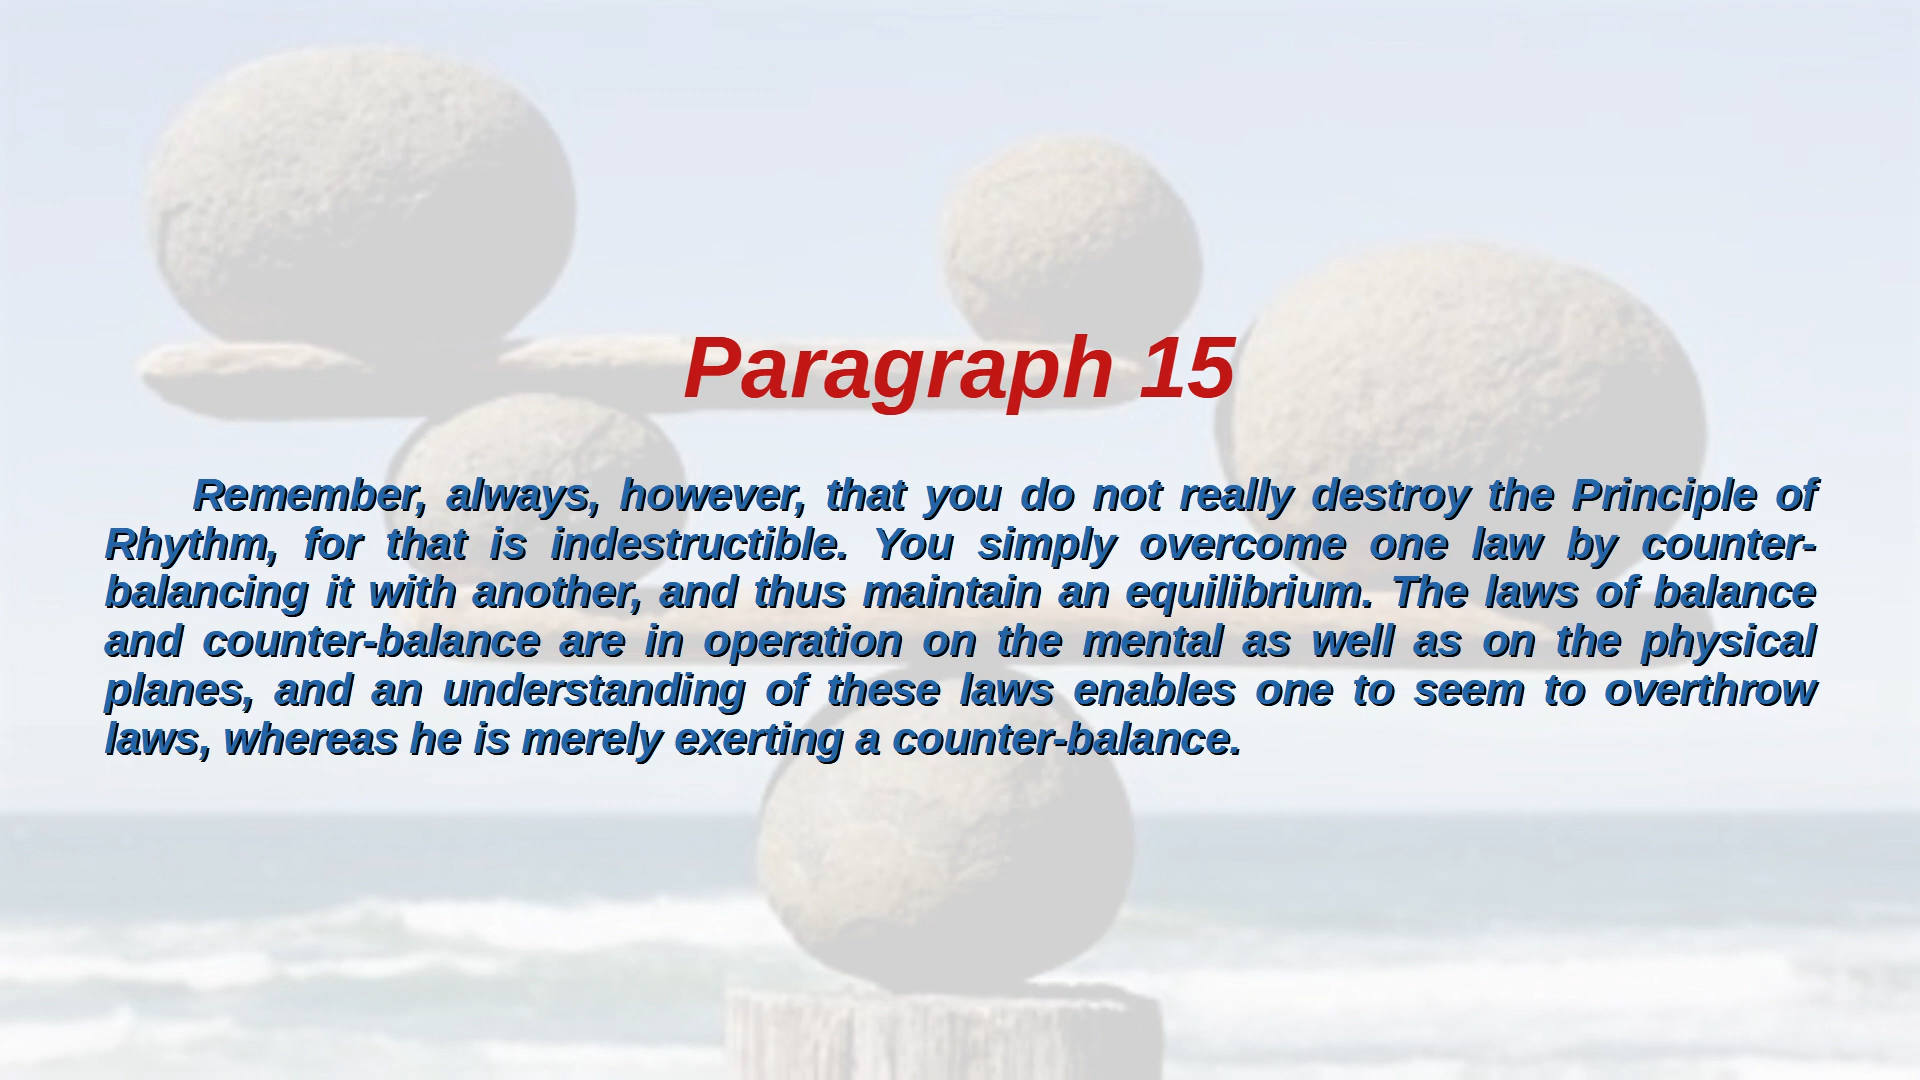 Paragraph 15
Remember, always, however, that you do not really destroy the Principle of
Rhythm, for that is indestructible. You simply overcome one law by counter-
balancing it with another, and thus maintain an equilibrium. The laws of balance
and counter-balance are in operation on the mental as well as on the physical
planes, and an understanding of these laws enables one to seem to overthrow
laws, whereas he is merely exerting a counter-balance.